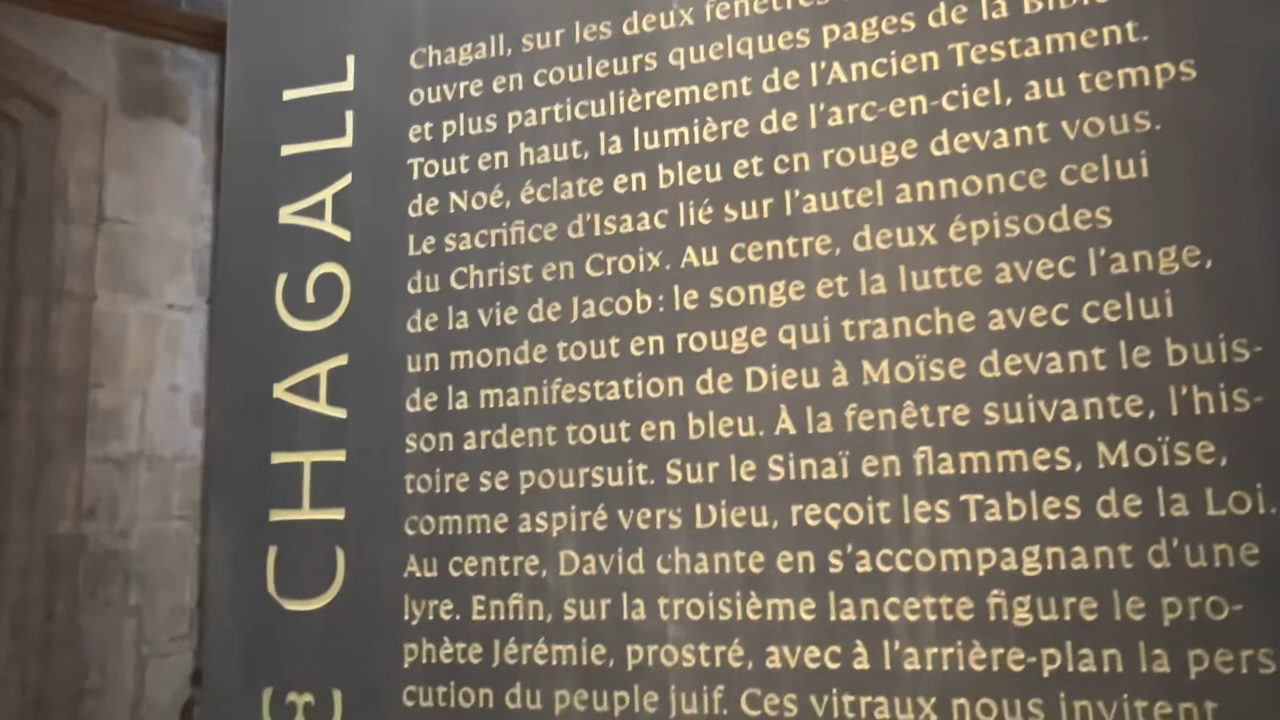 CHAGALL
Chagall, sur les deux fenêtres
ouvre en couleurs quelques pages de la Bible
et plus particulièrement de l'Ancien Testament.
Tout en haut, la lumière de l'arc-en-ciel, au temps
de Noé, éclate en bleu et en rouge devant vous.
Le sacrifice d'Isaac lié sur l'autel annonce celui
du Christ en Croix. Au centre, deux épisodes
de la vie de Jacob : le songe et la lutte avec l'ange,
un monde tout en rouge qui tranche avec celui
de la manifestation de Dieu à Moïse devant le buis-
son ardent tout en bleu. À la fenêtre suivante, l'his-
toire se poursuit. Sur le Sinaï en flammes, Moïse,
comme aspiré vers Dieu, reçoit les Tables de la Loi.
Au centre, David chante en s'accompagnant d'une
lyre. Enfin, sur la troisième lancette figure le pro-
phète Jérémie, prostré, avec à l'arrière-plan la pers
cution du peuple juif. Ces vitraux nous invitent